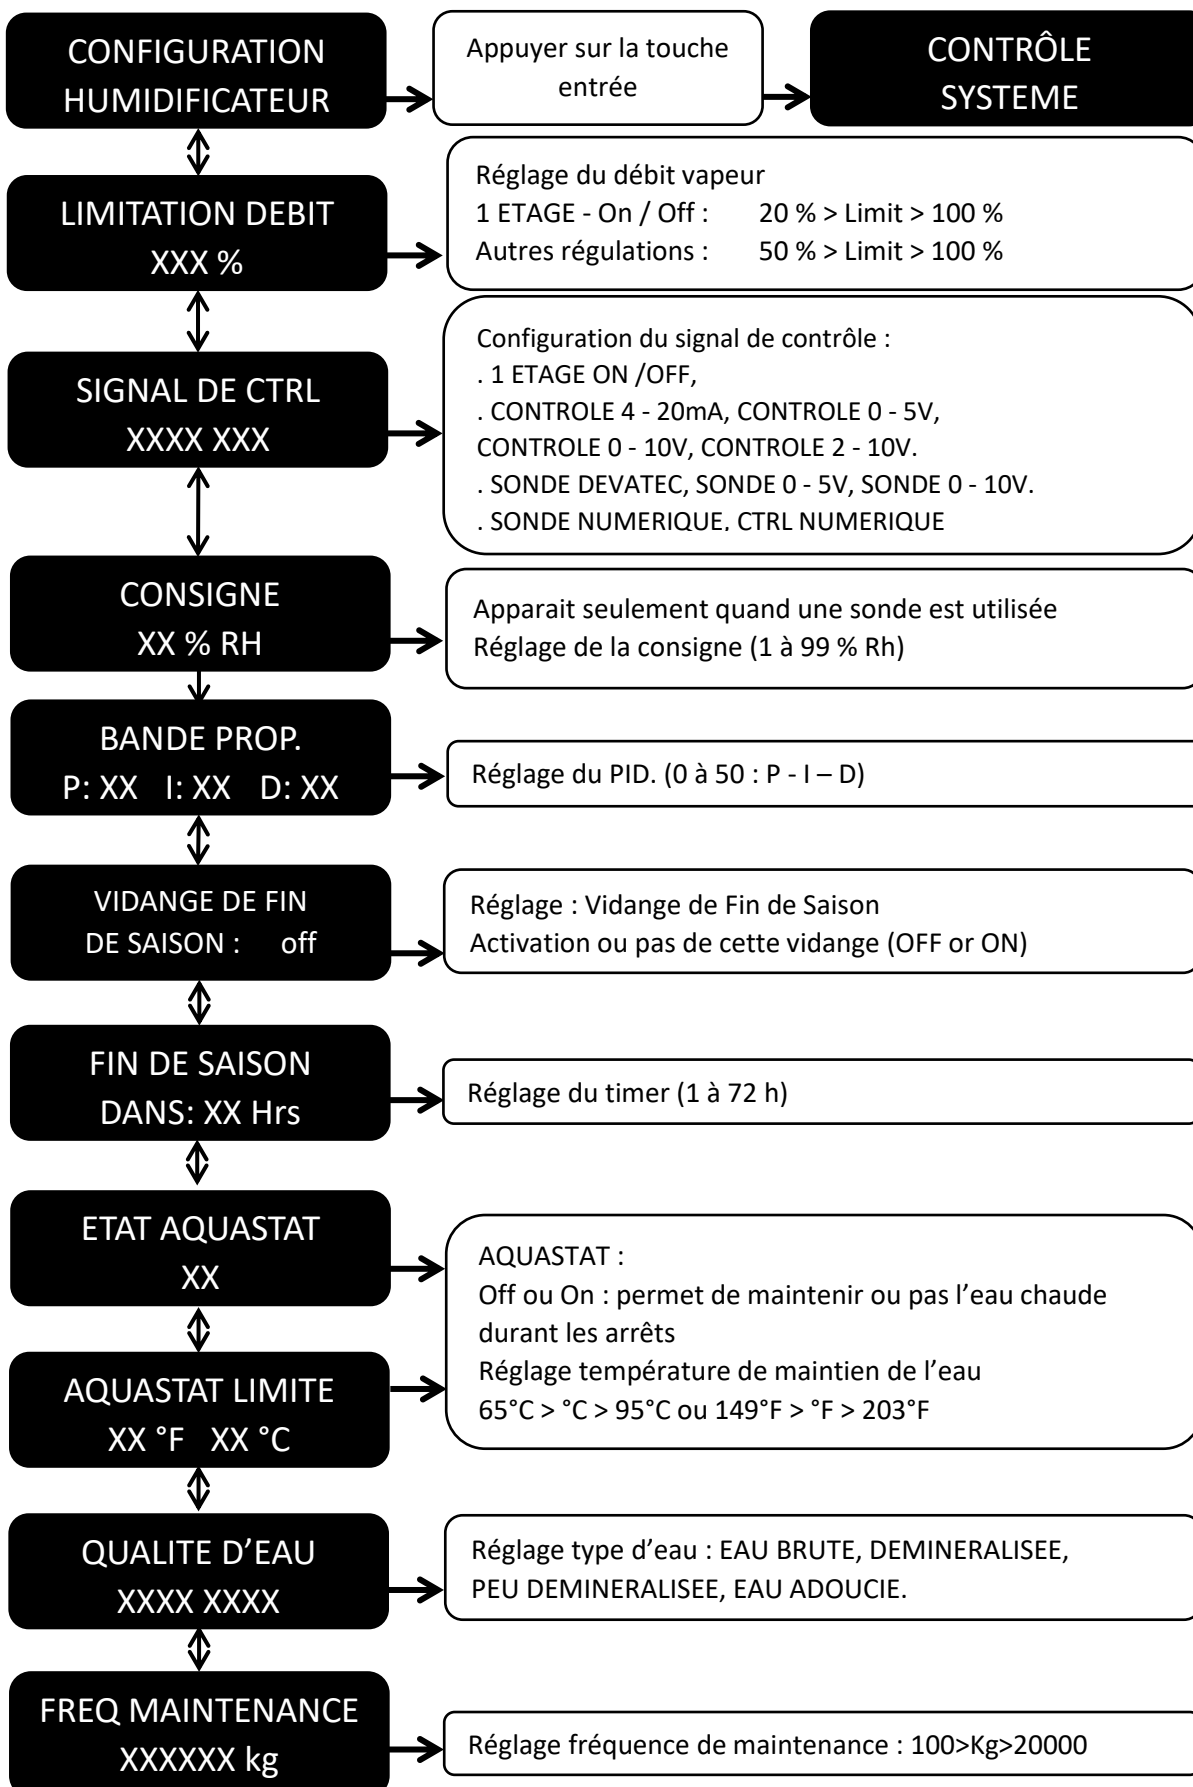 CONFIGURATION
HUMIDIFICATEUR
Appuyer sur la touche
entrée
CONTRÔLE
SYSTEME
LIMITATION DEBIT
XXX %
Réglage du débit vapeur
1 ETAGE - On / Off : 20 % > Limit > 100 %
Autres régulations : 50 % > Limit > 100 %
SIGNAL DE CTRL
XXXX XXX
Configuration du signal de contrôle :
. 1 ETAGE ON /OFF,
. CONTROLE 4 - 20mA, CONTROLE 0 - 5V,
CONTROLE 0 - 10V, CONTROLE 2 - 10V.
. SONDE DEVATEC, SONDE 0 - 5V, SONDE 0 - 10V.
. SONDE NUMERIQUE, CTRL NUMERIQUE
CONSIGNE
XX % RH
Apparait seulement quand une sonde est utilisée
Réglage de la consigne (1 à 99 % Rh)
BANDE PROP.
P: XX I: XX D: XX
Réglage du PID. (0 à 50 : P - I – D)
VIDANGE DE FIN
DE SAISON : off
Réglage : Vidange de Fin de Saison
Activation ou pas de cette vidange (OFF or ON)
FIN DE SAISON
DANS: XX Hrs
Réglage du timer (1 à 72 h)
ETAT AQUASTAT
XX
AQUASTAT :
Off ou On : permet de maintenir ou pas l’eau chaude
durant les arrêts
Réglage température de maintien de l’eau
65°C > °C > 95°C ou 149°F > °F > 203°F
AQUASTAT LIMITE
XX °F XX °C
QUALITE D’EAU
XXXX XXXX
Réglage type d’eau : EAU BRUTE, DEMINERALISEE,
PEU DEMINERALISEE, EAU ADOUCIE.
FREQ MAINTENANCE
XXXXXX kg
Réglage fréquence de maintenance : 100>Kg>20000